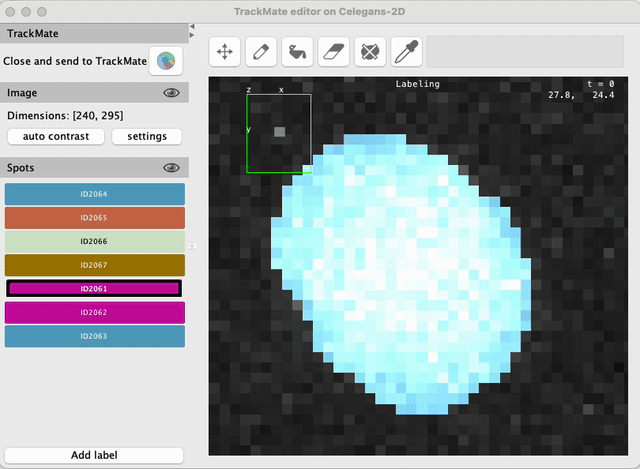 TrackMate editor on Celegans-2D
TrackMate
Close and send to TrackMate
Image
Dimensions: [240, 295]
auto contrast settings
Spots
ID2064
ID2065
ID2066
ID2067
ID2061
ID2062
ID2063
Add label
Labeling t = 0
27.8, 24.4
z x
y